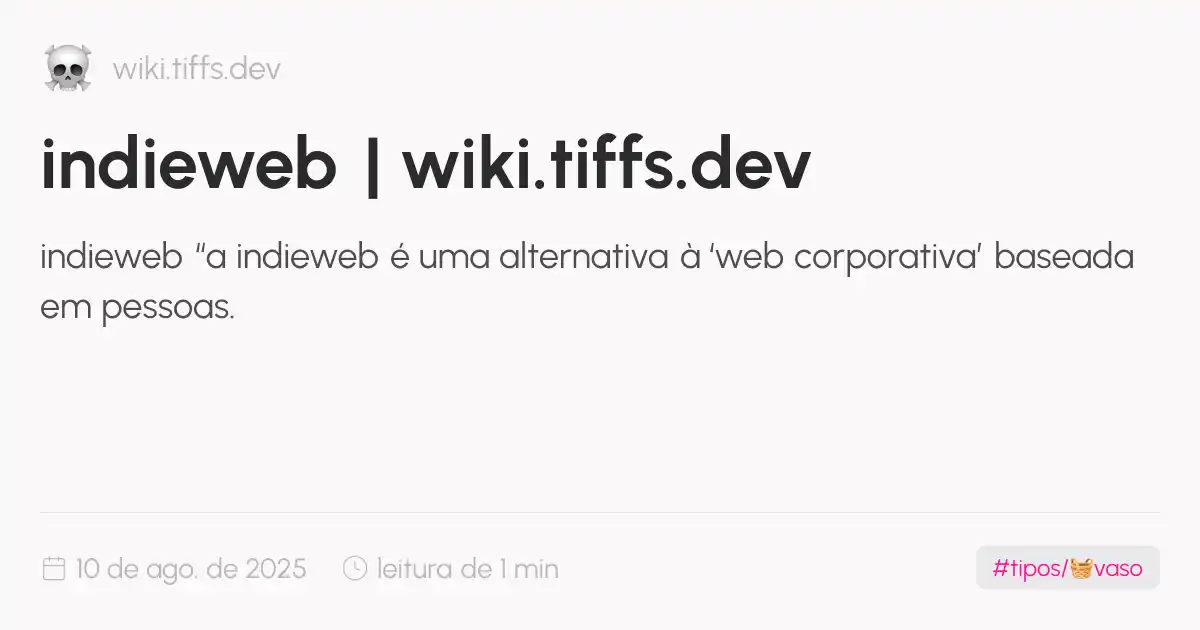 wiki.tiffs.dev
indieweb | wiki.tiffs.dev
indieweb “a indieweb é uma alternativa à ‘web corporativa’ baseada
em pessoas.
10 de ago. de 2025 leitura de 1 min #tipos/🧺vaso